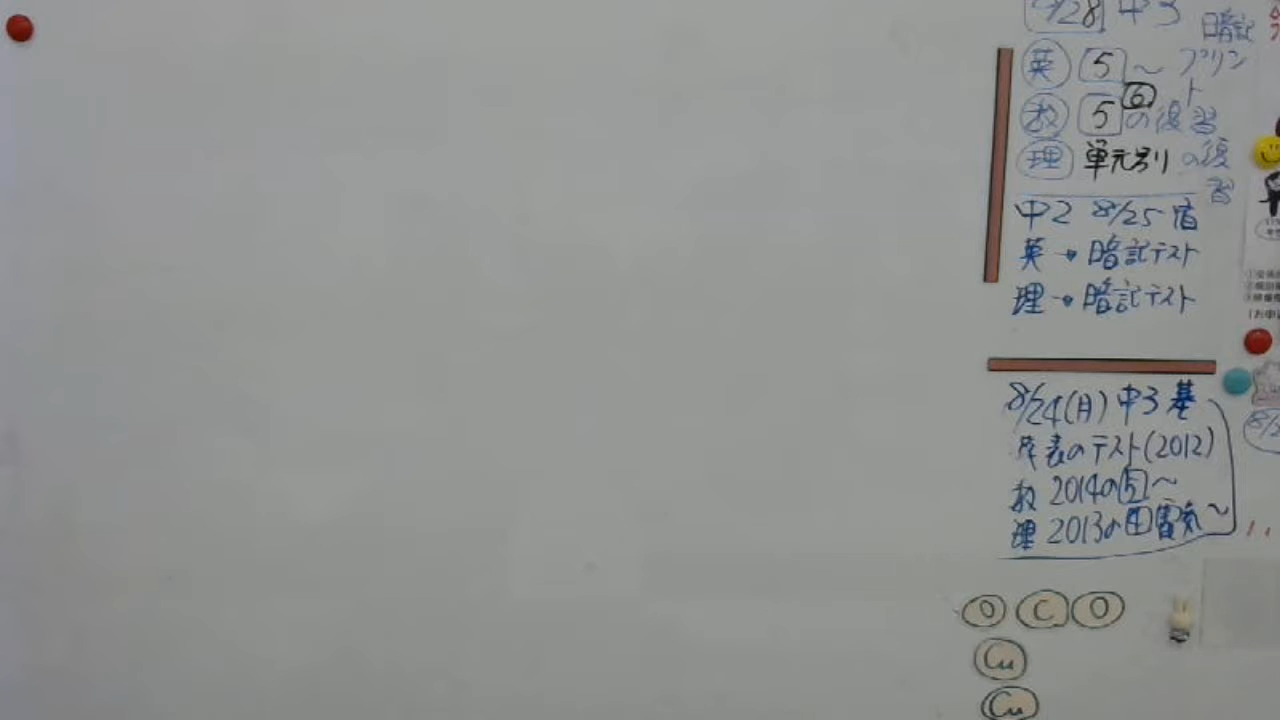 8/28 中3
暗記
英 5 〜 プリント
数 5 6 の復習
理 単元別 の復習
中2 8/25 宿
英→暗記テスト
理→暗記テスト
8/24(月)中3 基
表のテスト(2012)
数 2014の5〜
理 2013の4電気〜
O C O
Cu
Cu